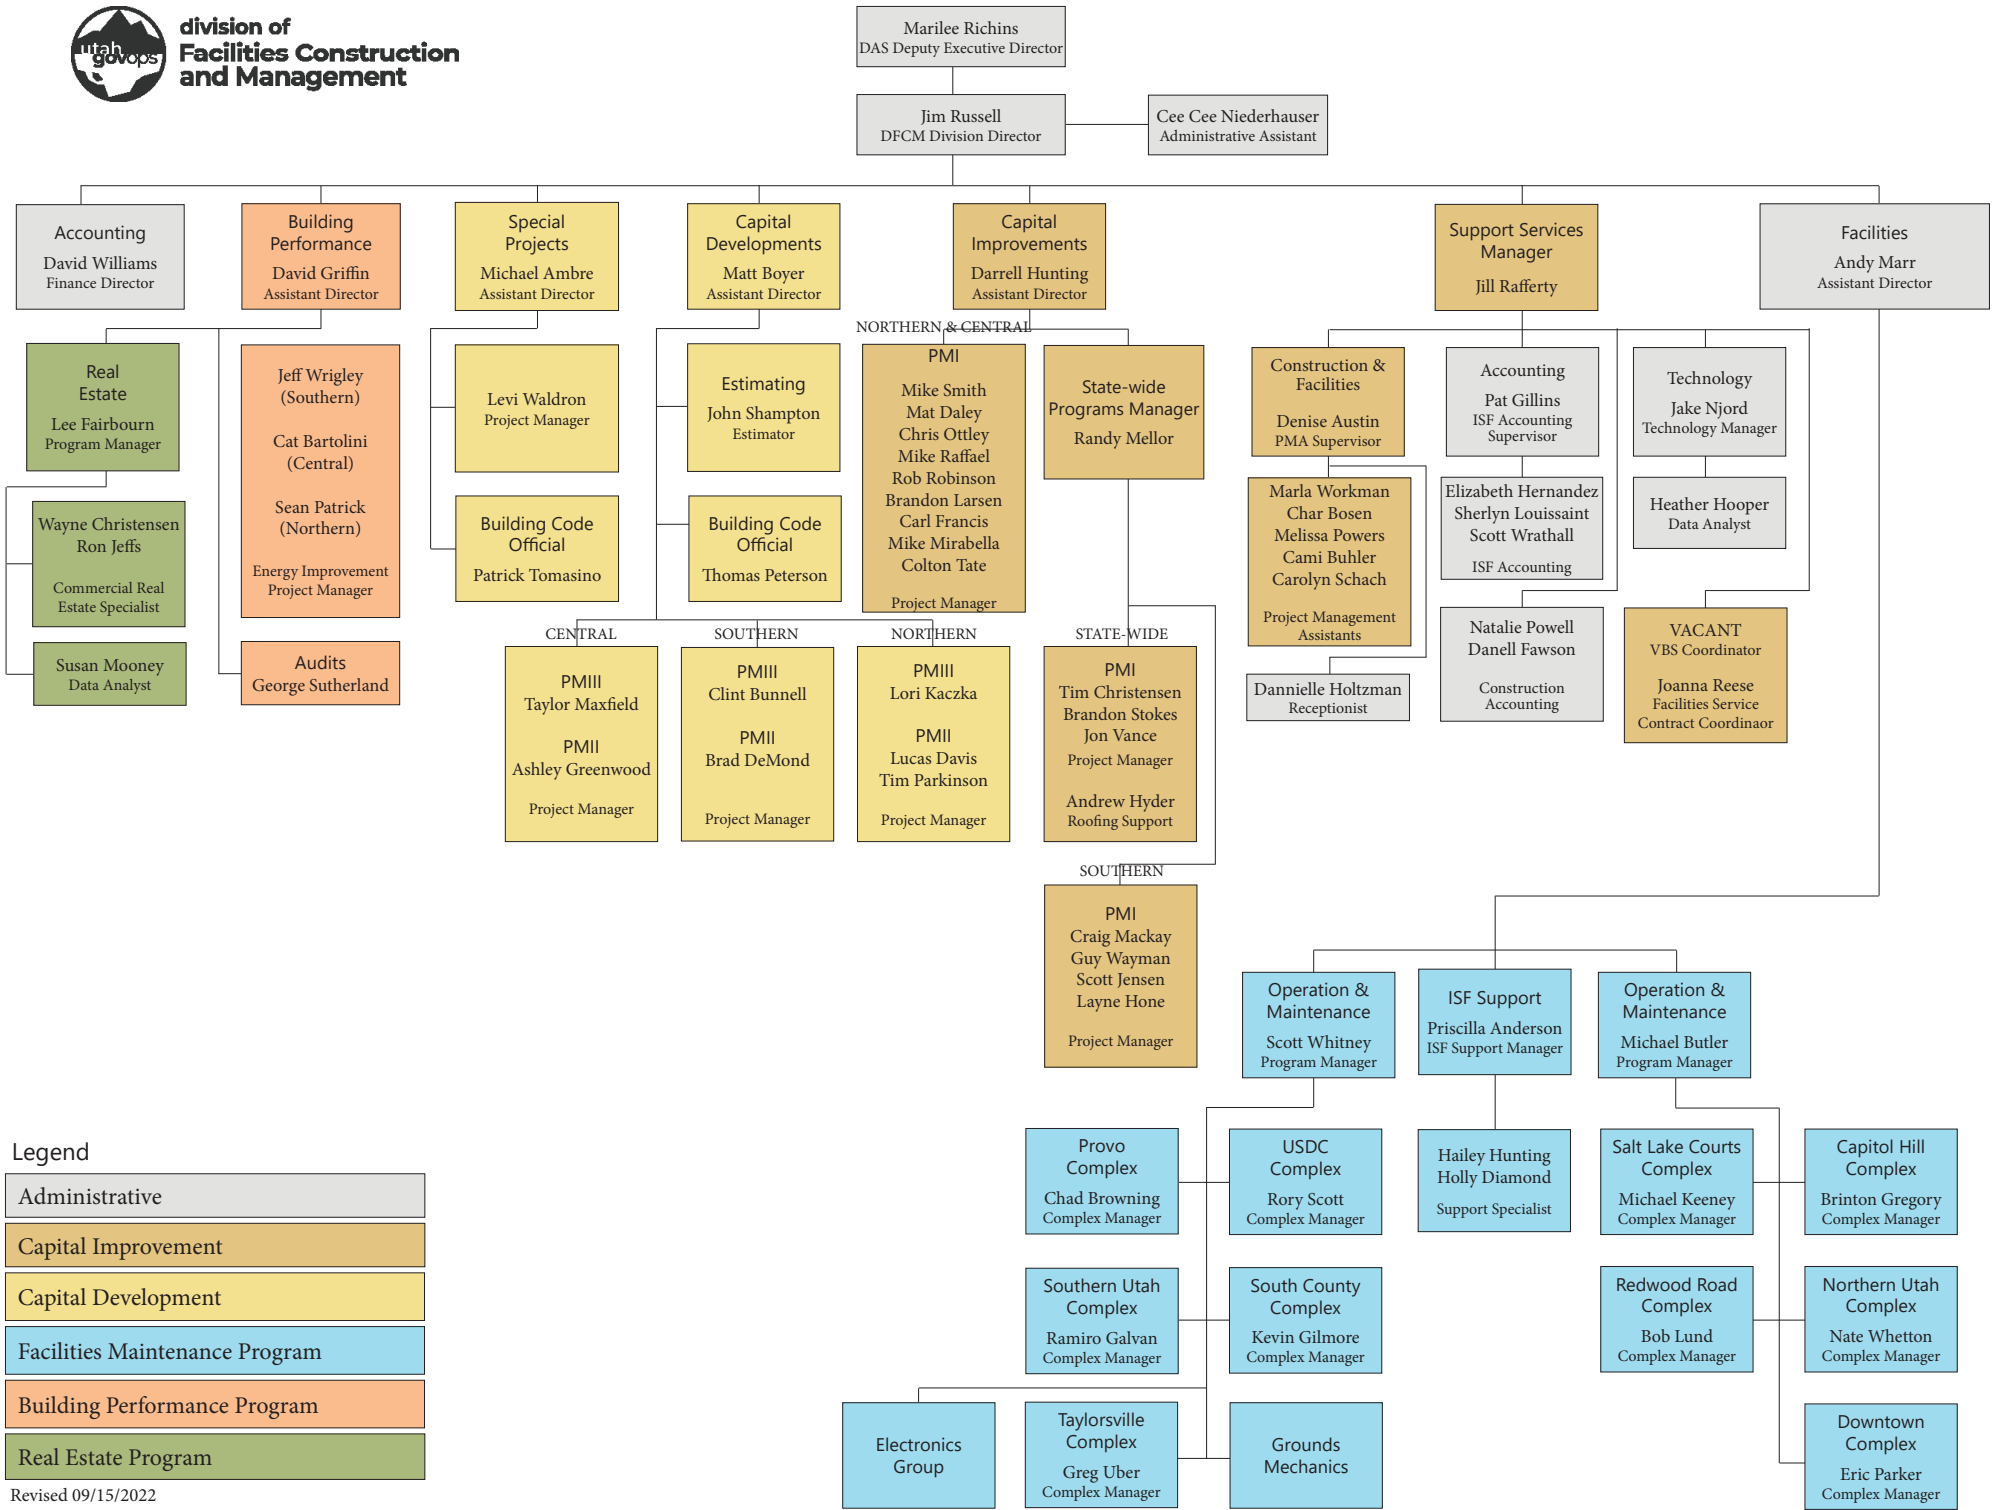 utah
govops
division of
Facilities Construction
and Management
Marilee Richins
DAS Deputy Executive Director
Jim Russell
DFCM Division Director
Cee Cee Niederhauser
Administrative Assistant
Accounting
David Williams
Finance Director
Building
Performance
David Griffin
Assistant Director
Special
Projects
Michael Ambre
Assistant Director
Capital
Developments
Matt Boyer
Assistant Director
Capital
Improvements
Darrell Hunting
Assistant Director
Support Services
Manager
Jill Rafferty
Facilities
Andy Marr
Assistant Director
Real
Estate
Lee Fairbourn
Program Manager
Wayne Christensen
Ron Jeffs
Commercial Real
Estate Specialist
Susan Mooney
Data Analyst
Jeff Wrigley
(Southern)
Cat Bartolini
(Central)
Sean Patrick
(Northern)
Energy Improvement
Project Manager
Audits
George Sutherland
Levi Waldron
Project Manager
Building Code
Official
Patrick Tomasino
Estimating
John Shampton
Estimator
Building Code
Official
Thomas Peterson
CENTRAL
PMIII
Taylor Maxfield
PMII
Ashley Greenwood
Project Manager
SOUTHERN
PMIII
Clint Bunnell
PMII
Brad DeMond
Project Manager
NORTHERN
PMIII
Lori Kaczka
PMII
Lucas Davis
Tim Parkinson
Project Manager
NORTHERN & CENTRAL
PMI
Mike Smith
Mat Daley
Chris Ottley
Mike Raffael
Rob Robinson
Brandon Larsen
Carl Francis
Mike Mirabella
Colton Tate
Project Manager
State-wide
Programs Manager
Randy Mellor
STATE-WIDE
PMI
Tim Christensen
Brandon Stokes
Jon Vance
Project Manager
Andrew Hyder
Roofing Support
SOUTHERN
PMI
Craig Mackay
Guy Wayman
Scott Jensen
Layne Hone
Project Manager
Construction &
Facilities
Denise Austin
PMA Supervisor
Marla Workman
Char Bosen
Melissa Powers
Cami Buhler
Carolyn Schach
Project Management
Assistants
Dannielle Holtzman
Receptionist
Accounting
Pat Gillins
ISF Accounting
Supervisor
Elizabeth Hernandez
Sherlyn Louissaint
Scott Wrathall
ISF Accounting
Natalie Powell
Danell Fawson
Construction
Accounting
Technology
Jake Njord
Technology Manager
Heather Hooper
Data Analyst
VACANT
VBS Coordinator
Joanna Reese
Facilities Service
Contract Coordinaor
Operation &
Maintenance
Scott Whitney
Program Manager
ISF Support
Priscilla Anderson
ISF Support Manager
Operation &
Maintenance
Michael Butler
Program Manager
Provo
Complex
Chad Browning
Complex Manager
USDC
Complex
Rory Scott
Complex Manager
Hailey Hunting
Holly Diamond
Support Specialist
Salt Lake Courts
Complex
Michael Keeney
Complex Manager
Capitol Hill
Complex
Brinton Gregory
Complex Manager
Southern Utah
Complex
Ramiro Galvan
Complex Manager
South County
Complex
Kevin Gilmore
Complex Manager
Redwood Road
Complex
Bob Lund
Complex Manager
Northern Utah
Complex
Nate Whetton
Complex Manager
Electronics
Group
Taylorsville
Complex
Greg Uber
Complex Manager
Grounds
Mechanics
Downtown
Complex
Eric Parker
Complex Manager
Legend
Administrative
Capital Improvement
Capital Development
Facilities Maintenance Program
Building Performance Program
Real Estate Program
Revised 09/15/2022